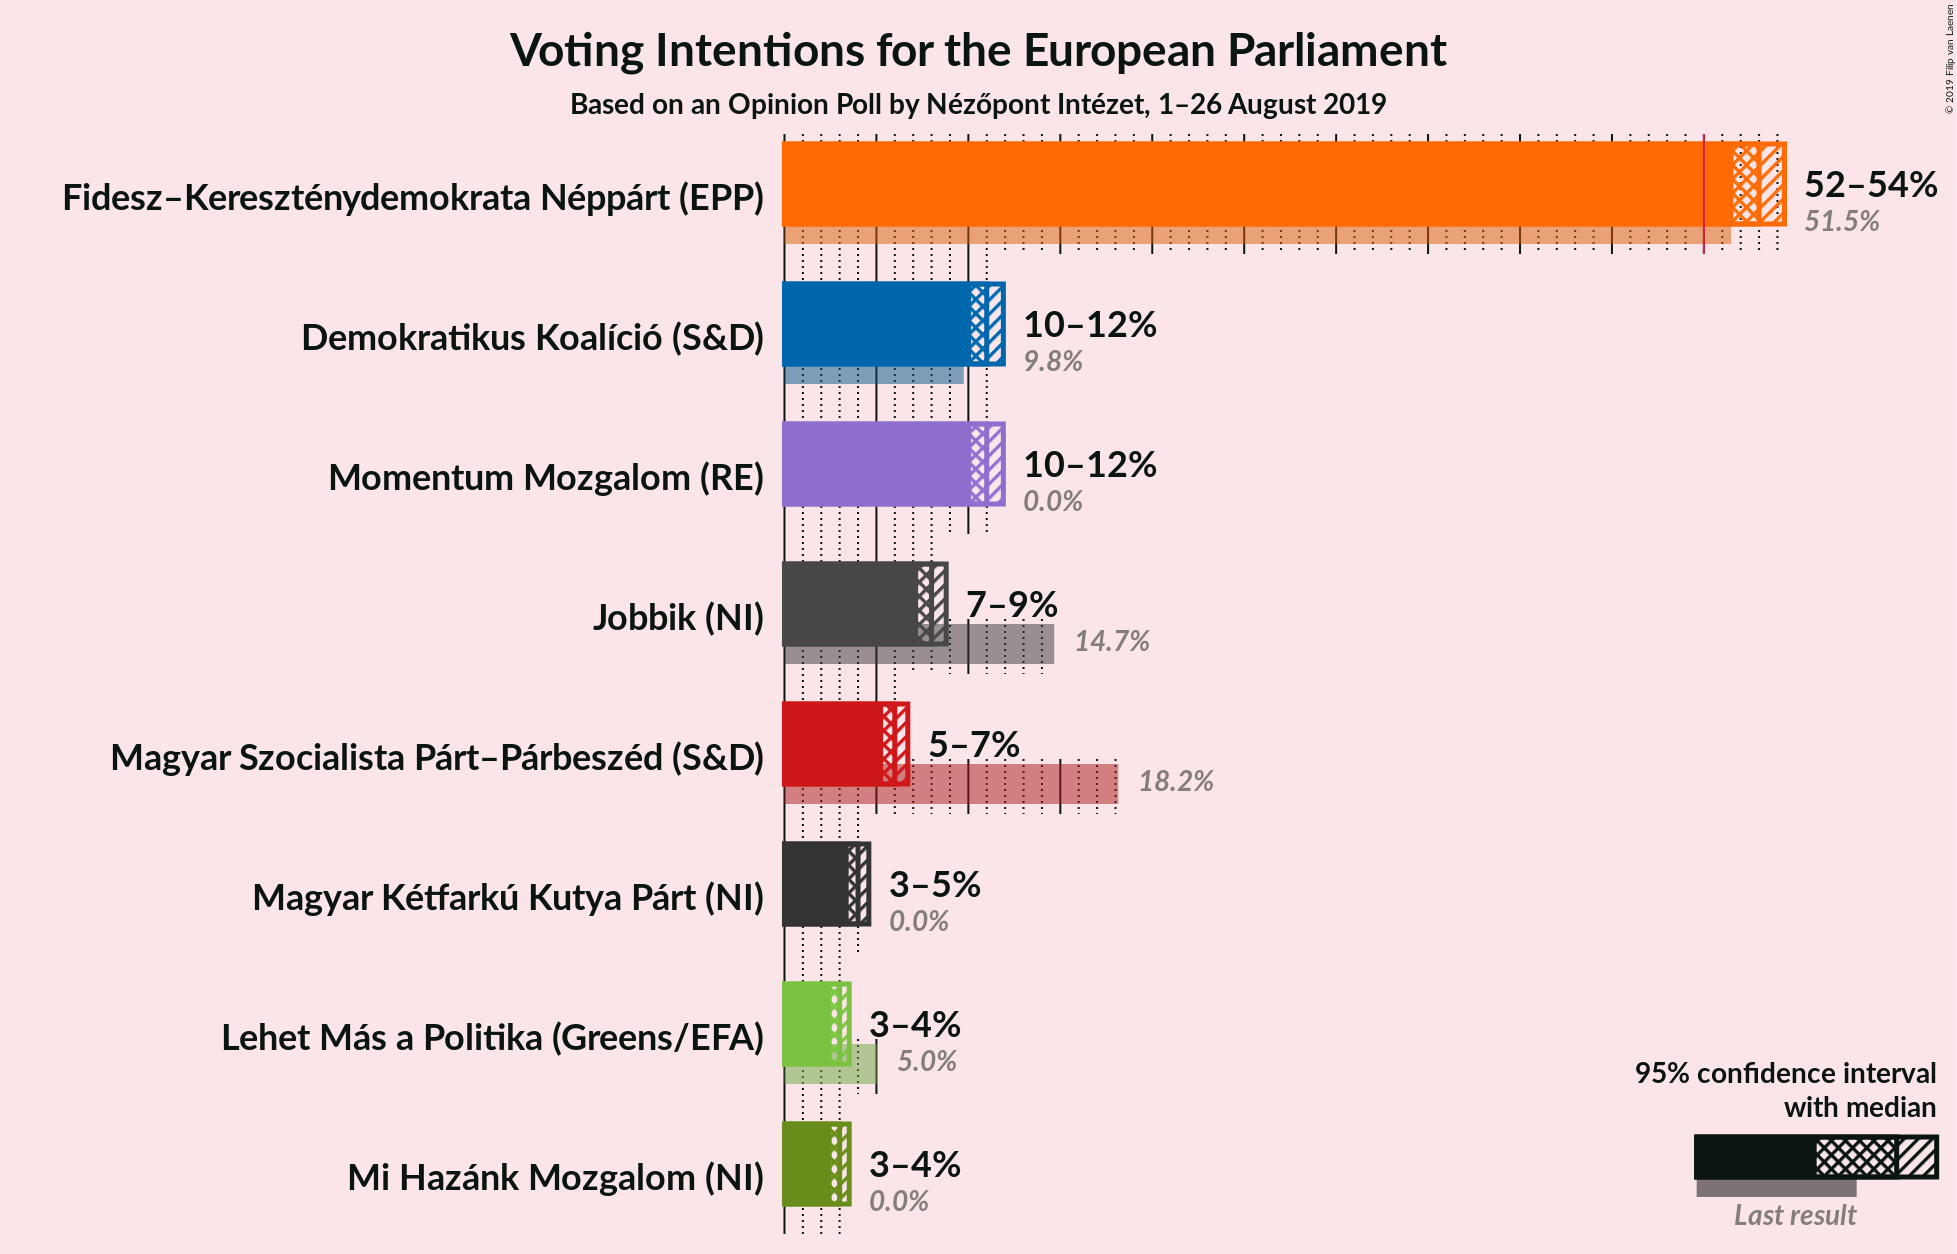 Voting Intentions for the European Parliament
Based on an Opinion Poll by Nézőpont Intézet, 1–26 August 2019
© 2019 Filip van Laenen
Fidesz–Kereszténydemokrata Néppárt (EPP)
52–54%
51.5%
Demokratikus Koalíció (S&D)
10–12%
9.8%
Momentum Mozgalom (RE)
10–12%
0.0%
Jobbik (NI)
7–9%
14.7%
Magyar Szocialista Párt–Párbeszéd (S&D)
5–7%
18.2%
Magyar Kétfarkú Kutya Párt (NI)
3–5%
0.0%
Lehet Más a Politika (Greens/EFA)
3–4%
5.0%
Mi Hazánk Mozgalom (NI)
3–4%
0.0%
95% confidence interval
with median
Last result